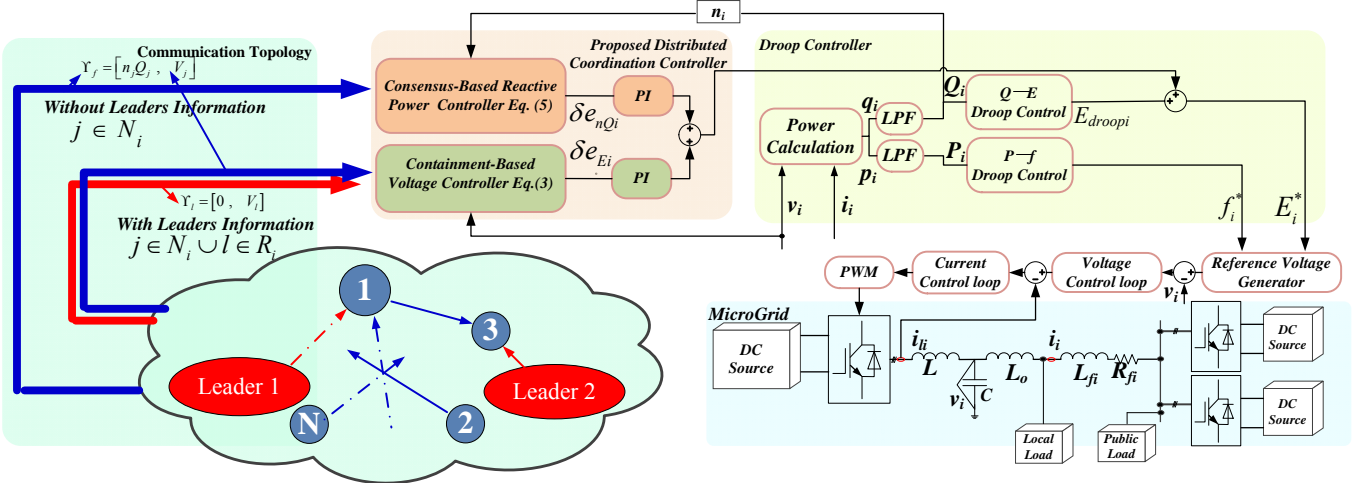 Communication Topology
ϒ_f = [n_j Q_j , V_j]
Without Leaders Information
j ∈ N_i
ϒ_l = [0 , V_l]
With Leaders Information
j ∈ N_i ∪ l ∈ R_i
1
3
Leader 1
Leader 2
N
2
n_i
Proposed Distributed
Coordination Controller
Consensus-Based Reactive
Power Controller Eq. (5)
δe_nQi
PI
Containment-Based
Voltage Controller Eq.(3)
δe_Ei
PI
Droop Controller
Power
Calculation
q_i
LPF
Q_i
Q—E
Droop Control
E_droopi
p_i
LPF
P_i
P—f
Droop Control
v_i
i_i
f_i^*
E_i^*
PWM
Current
Control loop
Voltage
Control loop
v_i
Reference Voltage
Generator
MicroGrid
DC
Source
i_li
L
L_o
i_i
L_fi
R_fi
v_i
C
Local
Load
Public
Load
DC
Source
DC
Source